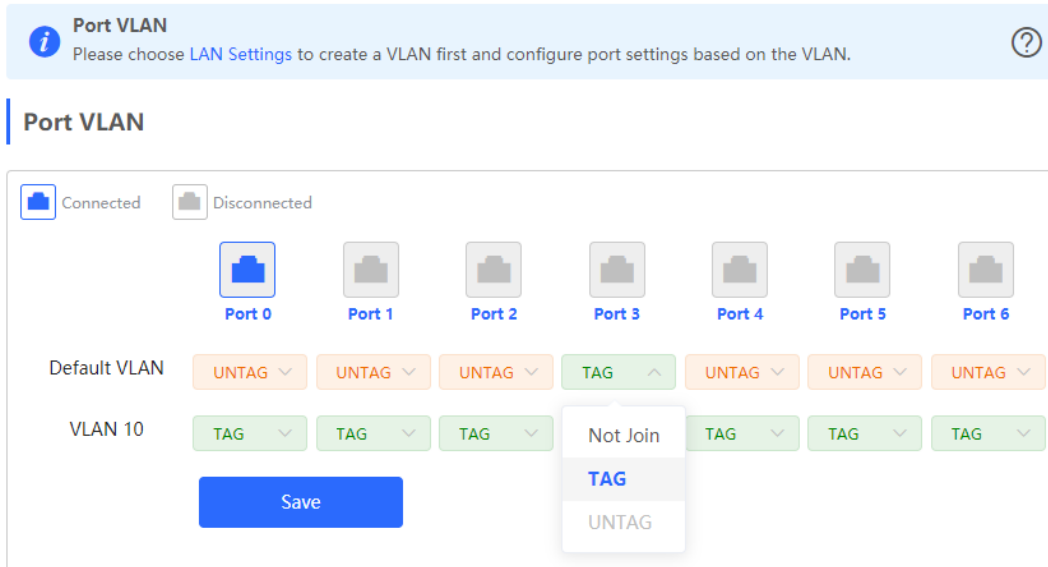 Port VLAN
Please choose LAN Settings to create a VLAN first and configure port settings based on the VLAN.
Port VLAN
Connected Disconnected
Port 0 Port 1 Port 2 Port 3 Port 4 Port 5 Port 6
Default VLAN UNTAG UNTAG UNTAG TAG UNTAG UNTAG UNTAG
VLAN 10 TAG TAG TAG Not Join TAG TAG TAG
TAG
Save
UNTAG